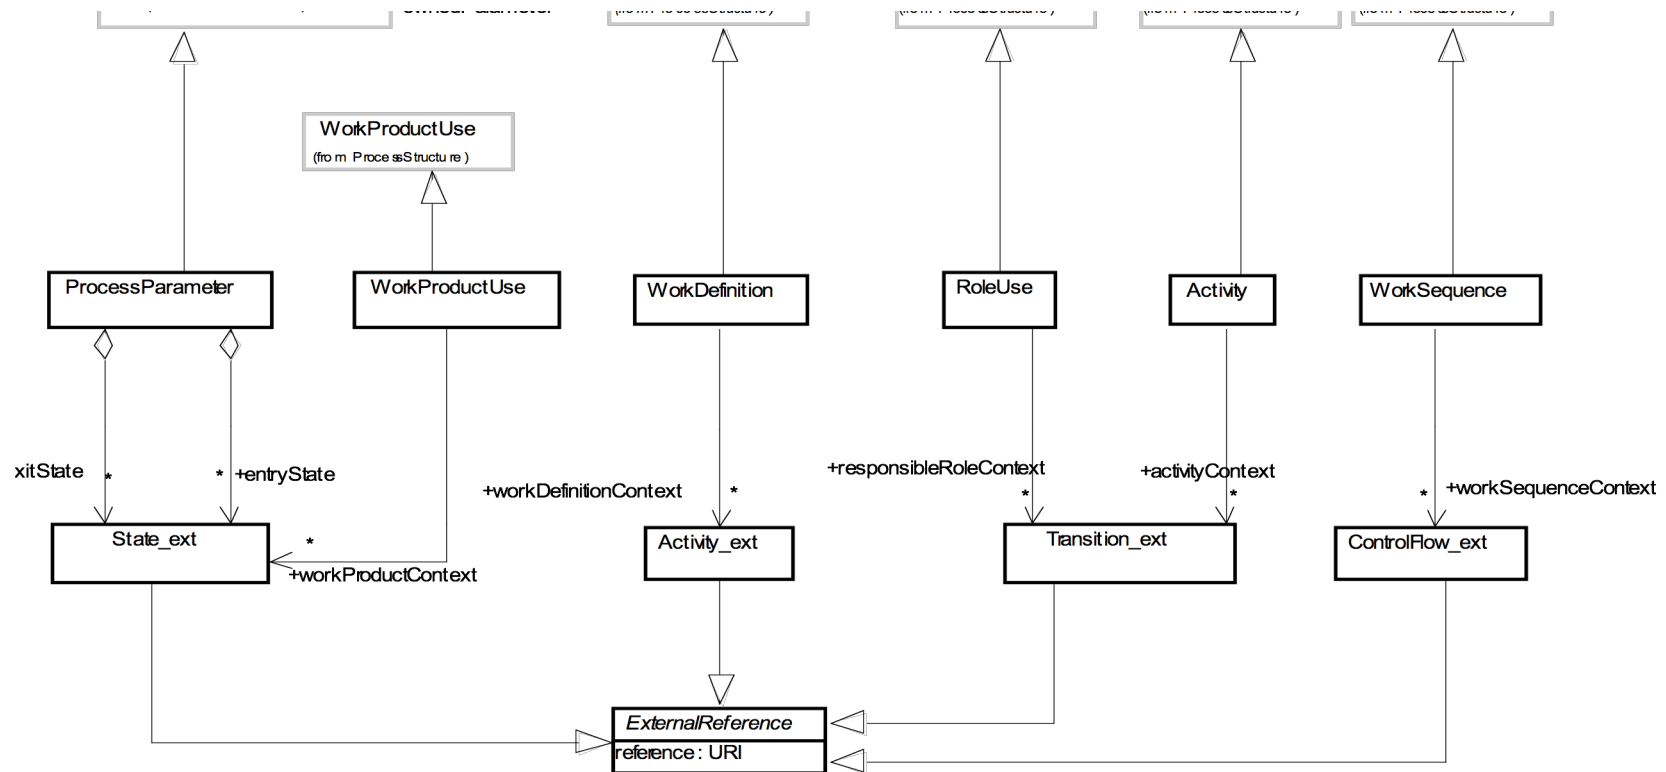 WorkProductUse
(from ProcessStructure)
ProcessParameter
WorkProductUse
WorkDefinition
RoleUse
Activity
WorkSequence
xitState
*
*
+entryState
+workDefinitionContext
*
+responsibleRoleContext
*
+activityContext
*
*
+workSequenceContext
State_ext
*
+workProductContext
Activity_ext
Transition_ext
ControlFlow_ext
ExternalReference
reference : URI